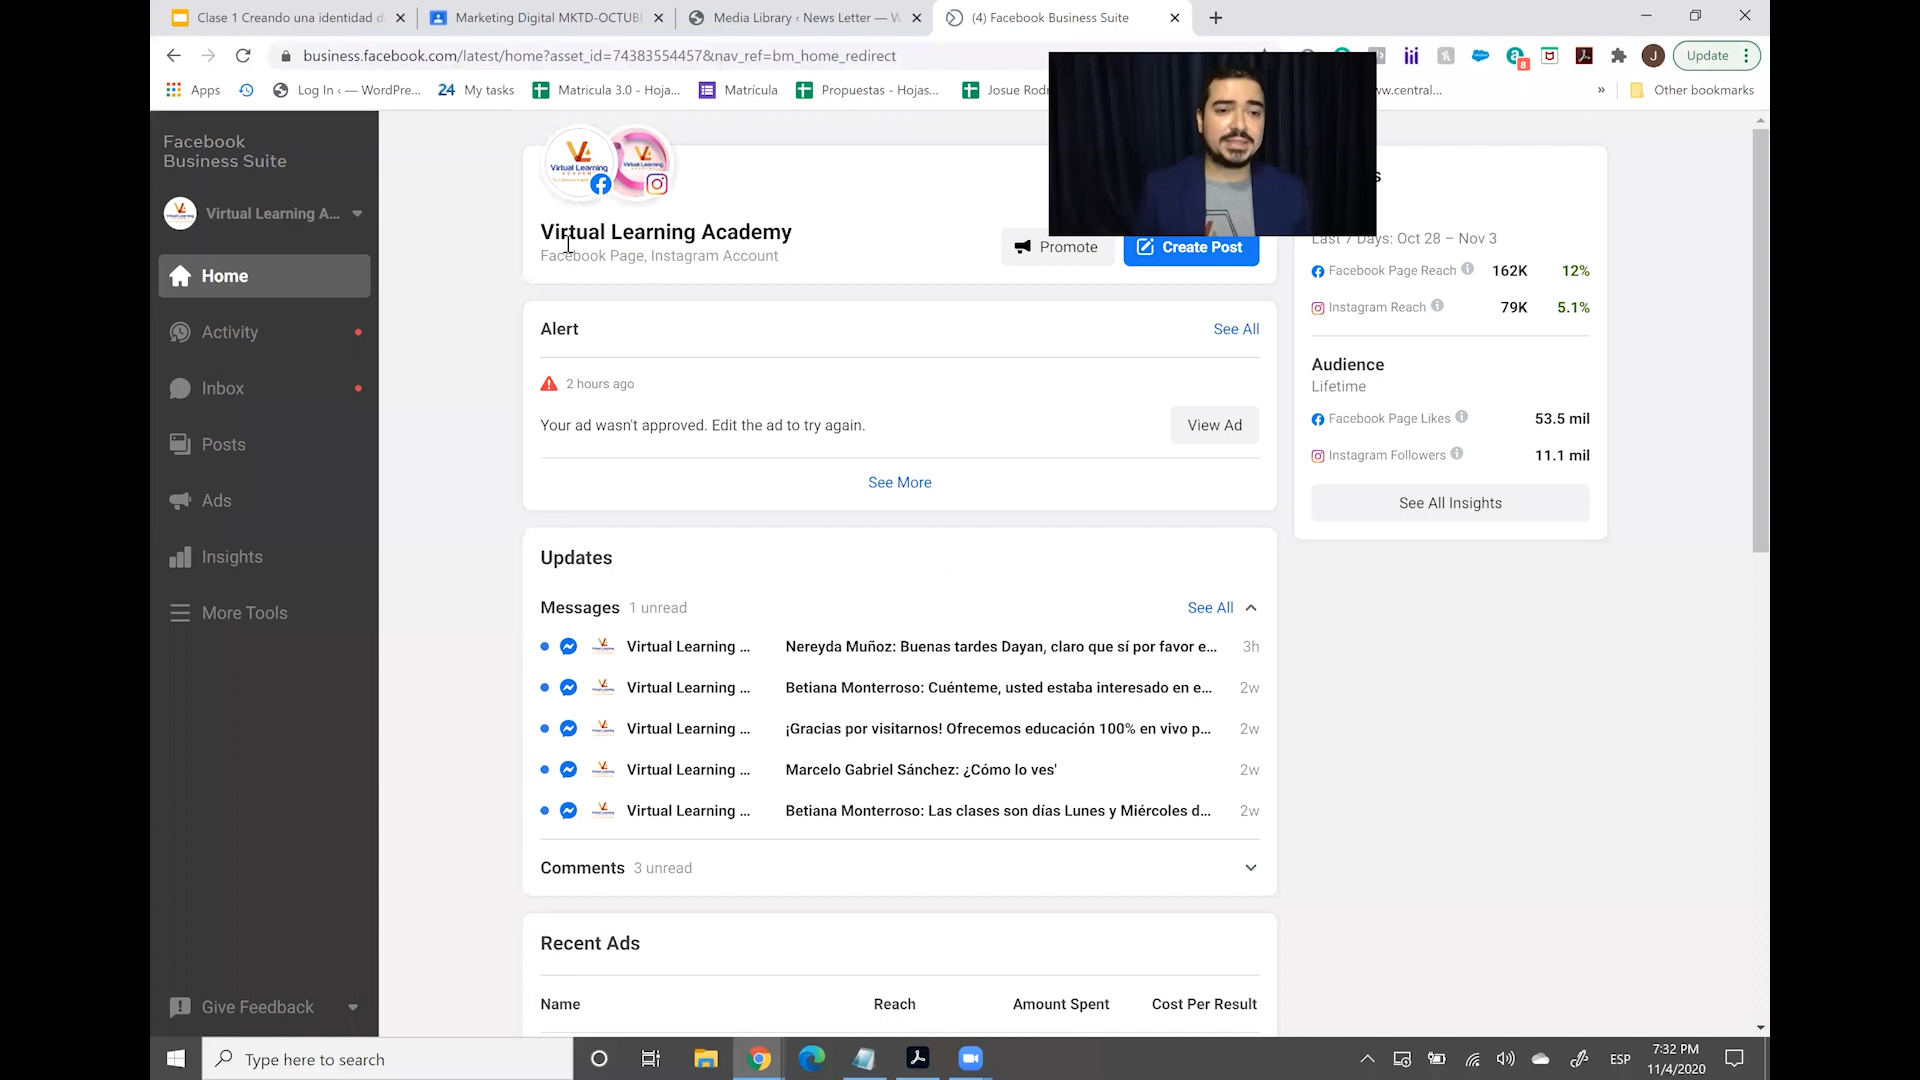 Clase 1 Creando una identidad d
Marketing Digital MKTD-OCTUB
Media Library ‹ News Letter — W
(4) Facebook Business Suite
business.facebook.com/latest/home?asset_id=74383554457&nav_ref=bm_home_redirect
8
J
Update
Apps
Log In ‹ — WordPre...
24 My tasks
Matricula 3.0 - Hoja...
Matrícula
Propuestas - Hojas...
Josue Rodr
ww.central...
»
Other bookmarks
Facebook
Business Suite
Virtual Learning A...
Home
Activity
Inbox
Posts
Ads
Insights
More Tools
Give Feedback
Virtual Learning
Virtual Learning
Virtual Learning Academy
Facebook Page, Instagram Account
Promote
Create Post
Alert
See All
2 hours ago
Your ad wasn't approved. Edit the ad to try again.
View Ad
See More
Updates
Messages 1 unread
See All
Virtual Learning ... Nereyda Muñoz: Buenas tardes Dayan, claro que sí por favor e... 3h
Virtual Learning ... Betiana Monterroso: Cuénteme, usted estaba interesado en e... 2w
Virtual Learning ... ¡Gracias por visitarnos! Ofrecemos educación 100% en vivo p... 2w
Virtual Learning ... Marcelo Gabriel Sánchez: ¿Cómo lo ves' 2w
Virtual Learning ... Betiana Monterroso: Las clases son días Lunes y Miércoles d... 2w
Comments 3 unread
Recent Ads
Name Reach Amount Spent Cost Per Result
s
Last 7 Days: Oct 28 – Nov 3
Facebook Page Reach 162K 12%
Instagram Reach 79K 5.1%
Audience
Lifetime
Facebook Page Likes 53.5 mil
Instagram Followers 11.1 mil
See All Insights
Type here to search
ESP
7:32 PM
11/4/2020